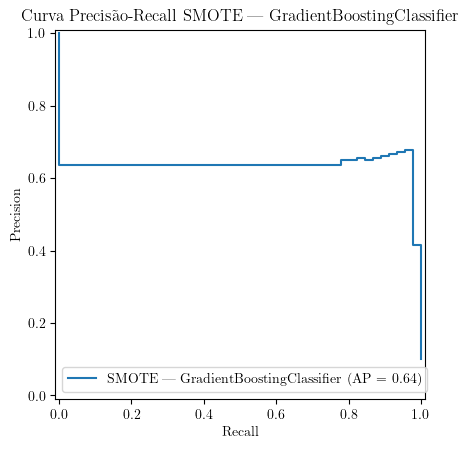 Curva Precisão-Recall SMOTE — GradientBoostingClassifier
1.0
0.8
0.6
0.4
0.2
0.0
Precision
SMOTE — GradientBoostingClassifier (AP = 0.64)
0.0 0.2 0.4 0.6 0.8 1.0
Recall